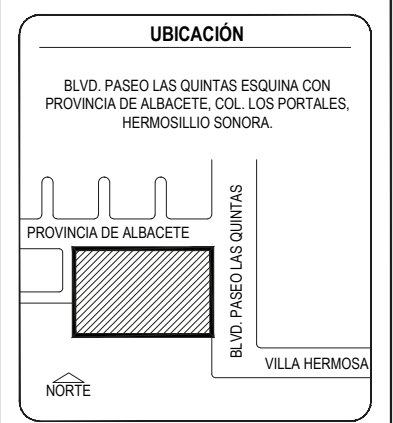 UBICACIÓN
BLVD. PASEO LAS QUINTAS ESQUINA CON
PROVINCIA DE ALBACETE, COL. LOS PORTALES,
HERMOSILLIO SONORA.
PROVINCIA DE ALBACETE
BLVD. PASEO LAS QUINTAS
VILLA HERMOSA
NORTE